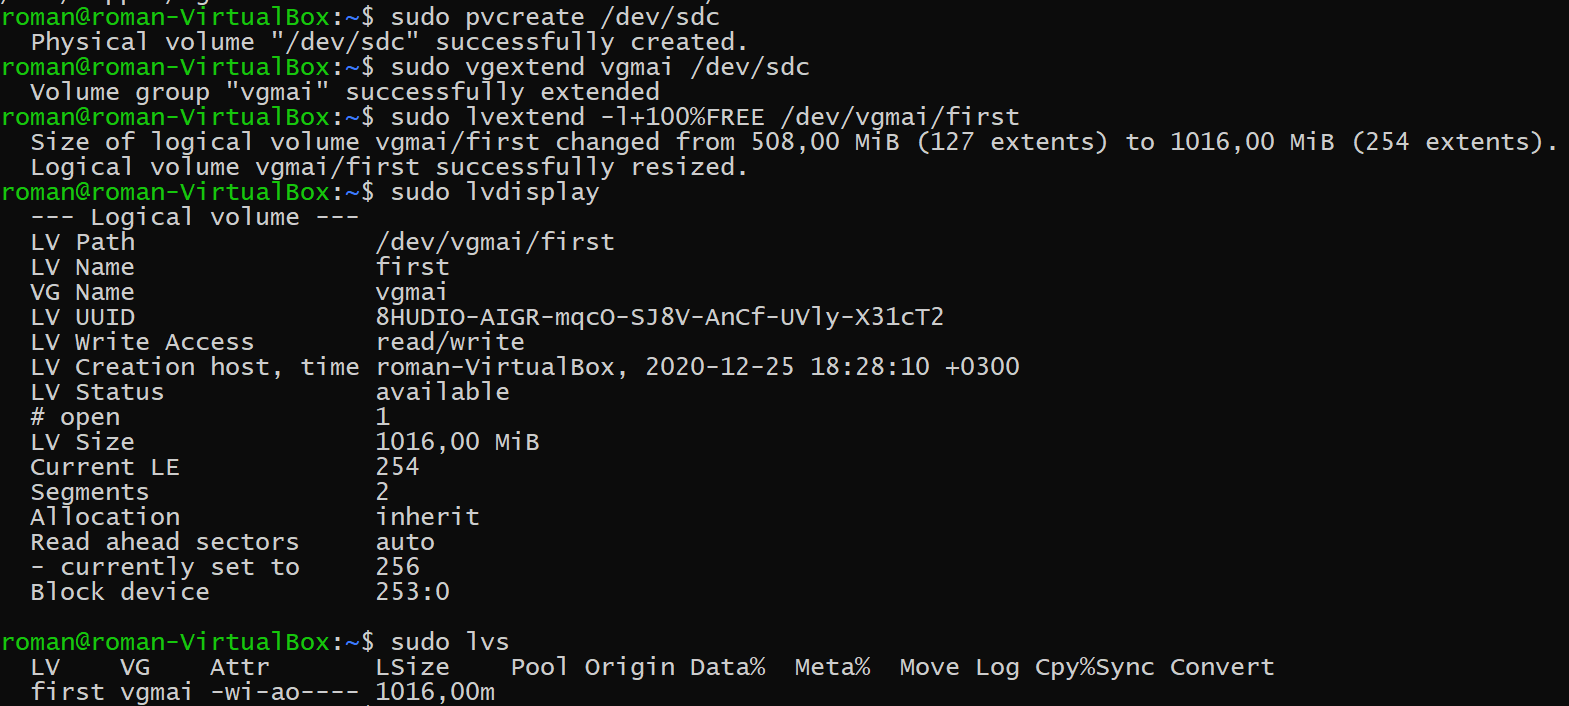 roman@roman-VirtualBox:~$ sudo pvcreate /dev/sdc
  Physical volume "/dev/sdc" successfully created.
roman@roman-VirtualBox:~$ sudo vgextend vgmai /dev/sdc
  Volume group "vgmai" successfully extended
roman@roman-VirtualBox:~$ sudo lvextend -l+100%FREE /dev/vgmai/first
  Size of logical volume vgmai/first changed from 508,00 MiB (127 extents) to 1016,00 MiB (254 extents).
  Logical volume vgmai/first successfully resized.
roman@roman-VirtualBox:~$ sudo lvdisplay
  --- Logical volume ---
  LV Path                /dev/vgmai/first
  LV Name                first
  VG Name                vgmai
  LV UUID                8HUDIO-AIGR-mqcO-SJ8V-AnCf-UVly-X31cT2
  LV Write Access        read/write
  LV Creation host, time roman-VirtualBox, 2020-12-25 18:28:10 +0300
  LV Status              available
  # open                 1
  LV Size                1016,00 MiB
  Current LE             254
  Segments               2
  Allocation             inherit
  Read ahead sectors     auto
  - currently set to     256
  Block device           253:0

roman@roman-VirtualBox:~$ sudo lvs
  LV    VG    Attr       LSize    Pool Origin Data%  Meta%  Move Log Cpy%Sync Convert
  first vgmai -wi-ao---- 1016,00m